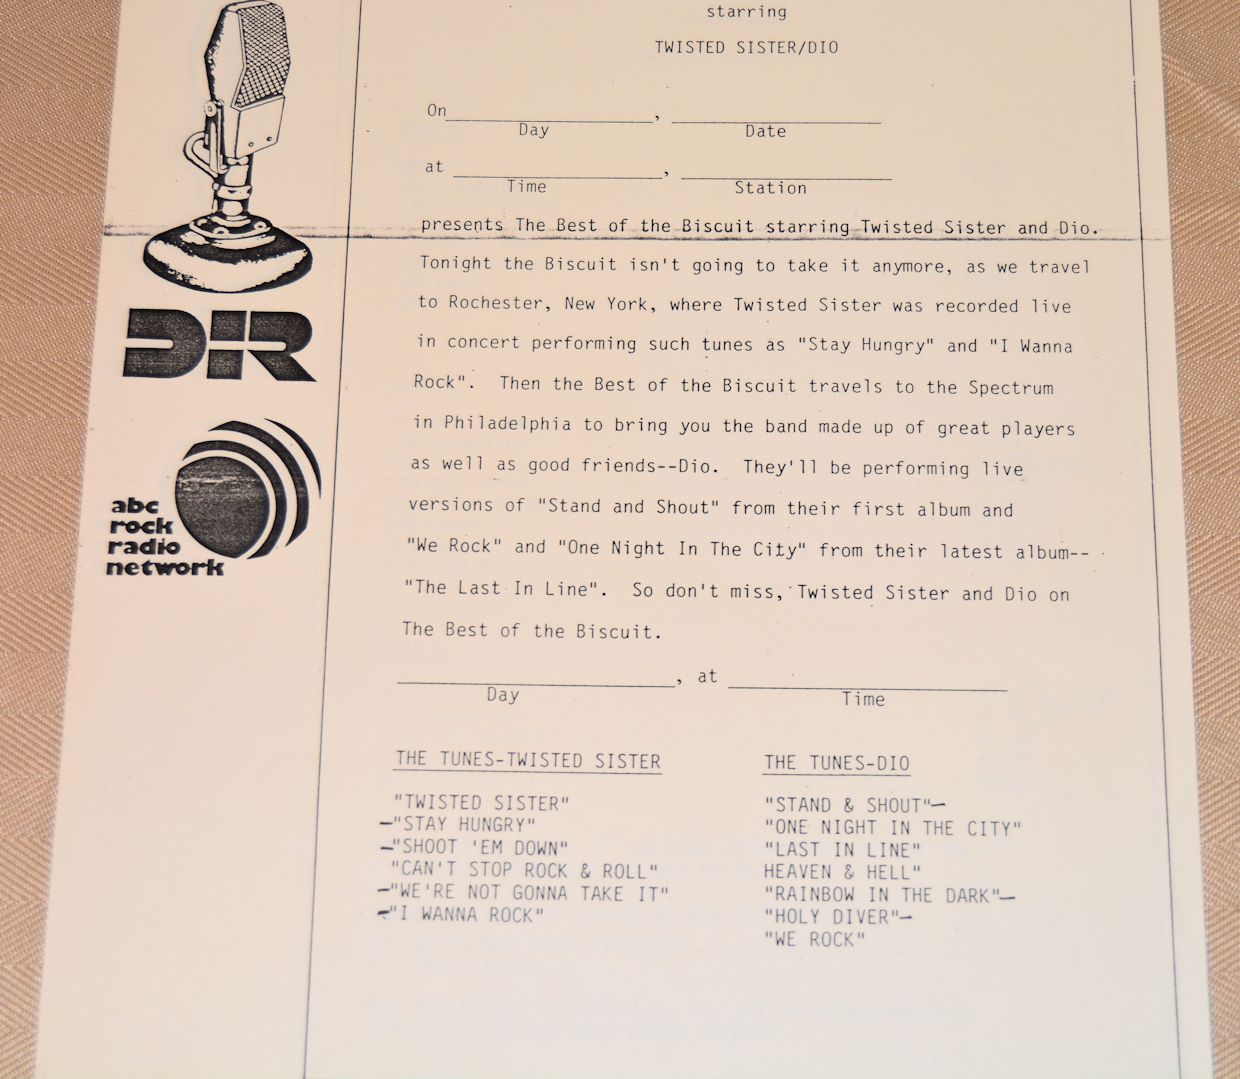 starring
TWISTED SISTER/DIO
On , 
Day Date
at , 
Time Station
presents The Best of the Biscuit starring Twisted Sister and Dio.
Tonight the Biscuit isn't going to take it anymore, as we travel
to Rochester, New York, where Twisted Sister was recorded live
in concert performing such tunes as "Stay Hungry" and "I Wanna
Rock". Then the Best of the Biscuit travels to the Spectrum
in Philadelphia to bring you the band made up of great players
as well as good friends--Dio. They'll be performing live
versions of "Stand and Shout" from their first album and
"We Rock" and "One Night In The City" from their latest album--
"The Last In Line". So don't miss, Twisted Sister and Dio on
The Best of the Biscuit.
, at
Day Time
THE TUNES-TWISTED SISTER
"TWISTED SISTER"
"STAY HUNGRY"
"SHOOT 'EM DOWN"
"CAN'T STOP ROCK & ROLL"
"WE'RE NOT GONNA TAKE IT"
"I WANNA ROCK"
THE TUNES-DIO
"STAND & SHOUT"
"ONE NIGHT IN THE CITY"
"LAST IN LINE"
HEAVEN & HELL"
"RAINBOW IN THE DARK"
"HOLY DIVER"
"WE ROCK"
DIR
abc
rock
radio
network